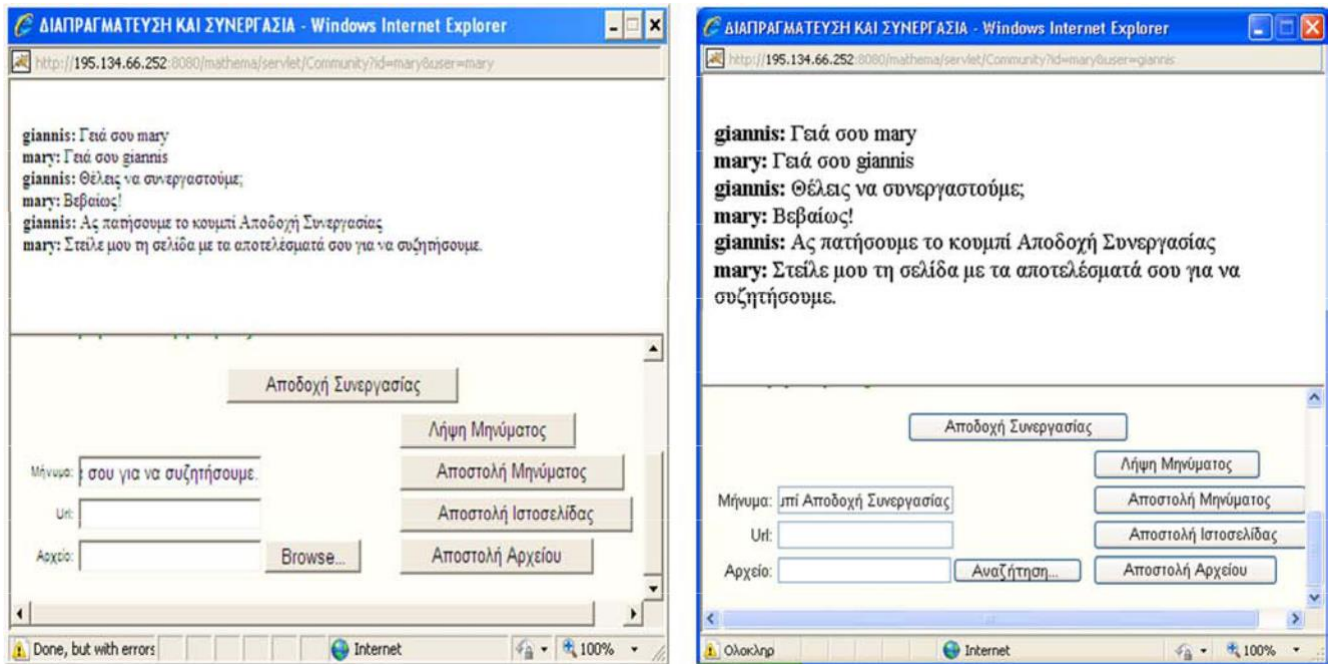 ΔΙΑΠΡΑΓΜΑΤΕΥΣΗ ΚΑΙ ΣΥΝΕΡΓΑΣΙΑ - Windows Internet Explorer
http://195.134.66.252:8080/mathema/servlet/Community?id=mary&user=mary
giannis: Γειά σου mary
mary: Γειά σου giannis
giannis: Θέλεις να συνεργαστούμε;
mary: Βεβαίως!
giannis: Ας πατήσουμε το κουμπί Αποδοχή Συνεργασίας
mary: Στείλε μου τη σελίδα με τα αποτελέσματά σου για να συζητήσουμε.
Αποδοχή Συνεργασίας
Λήψη Μηνύματος
Μήνυμα: σου για να συζητήσουμε. Αποστολή Μηνύματος
Url: Αποστολή Ιστοσελίδας
Αρχείο: Browse... Αποστολή Αρχείου
Done, but with errors Internet 100%
ΔΙΑΠΡΑΓΜΑΤΕΥΣΗ ΚΑΙ ΣΥΝΕΡΓΑΣΙΑ - Windows Internet Explorer
http://195.134.66.252:8080/mathema/servlet/Community?id=mary&user=giannis
giannis: Γειά σου mary
mary: Γειά σου giannis
giannis: Θέλεις να συνεργαστούμε;
mary: Βεβαίως!
giannis: Ας πατήσουμε το κουμπί Αποδοχή Συνεργασίας
mary: Στείλε μου τη σελίδα με τα αποτελέσματά σου για να
συζητήσουμε.
Αποδοχή Συνεργασίας
Λήψη Μηνύματος
Μήνυμα: μπί Αποδοχή Συνεργασίας Αποστολή Μηνύματος
Url: Αποστολή Ιστοσελίδας
Αρχείο: Αναζήτηση... Αποστολή Αρχείου
Ολοκληρ Internet 100%